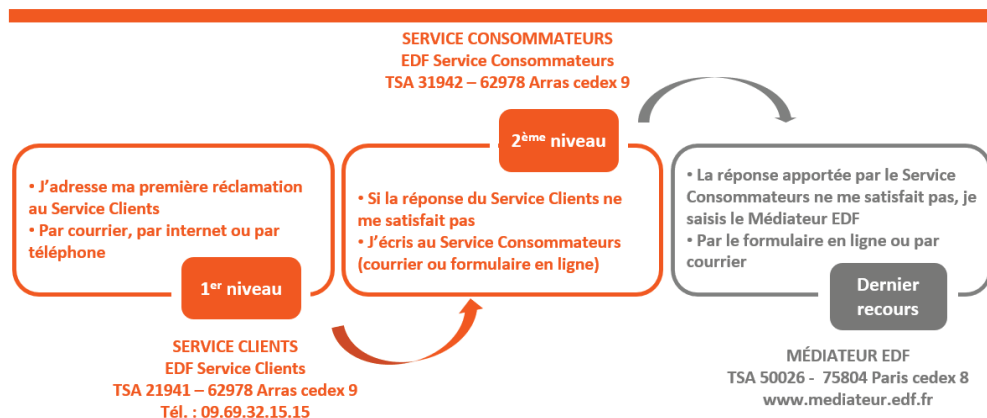 SERVICE CONSOMMATEURS
EDF Service Consommateurs
TSA 31942 – 62978 Arras cedex 9
• J’adresse ma première réclamation
au Service Clients
• Par courrier, par internet ou par
téléphone
1er niveau
SERVICE CLIENTS
EDF Service Clients
TSA 21941 – 62978 Arras cedex 9
Tél. : 09.69.32.15.15
2ème niveau
• Si la réponse du Service Clients ne
me satisfait pas
• J’écris au Service Consommateurs
(courrier ou formulaire en ligne)
• La réponse apportée par le Service
Consommateurs ne me satisfait pas, je
saisis le Médiateur EDF
• Par le formulaire en ligne ou par
courrier
Dernier
recours
MÉDIATEUR EDF
TSA 50026 - 75804 Paris cedex 8
www.mediateur.edf.fr